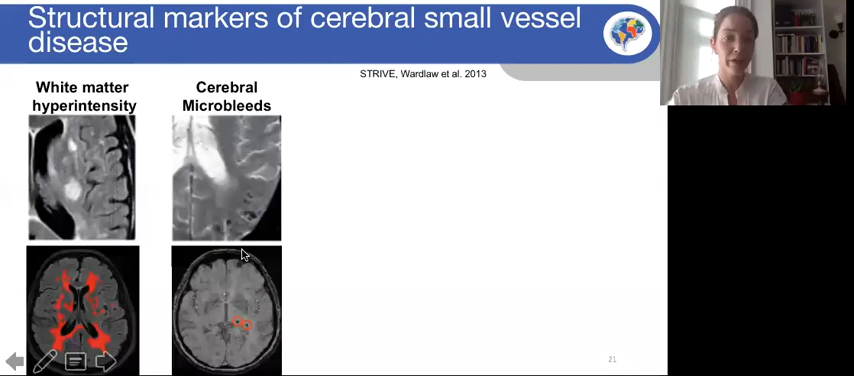 Structural markers of cerebral small vessel
disease
STRIVE, Wardlaw et al. 2013
White matter
hyperintensity
Cerebral
Microbleeds
21